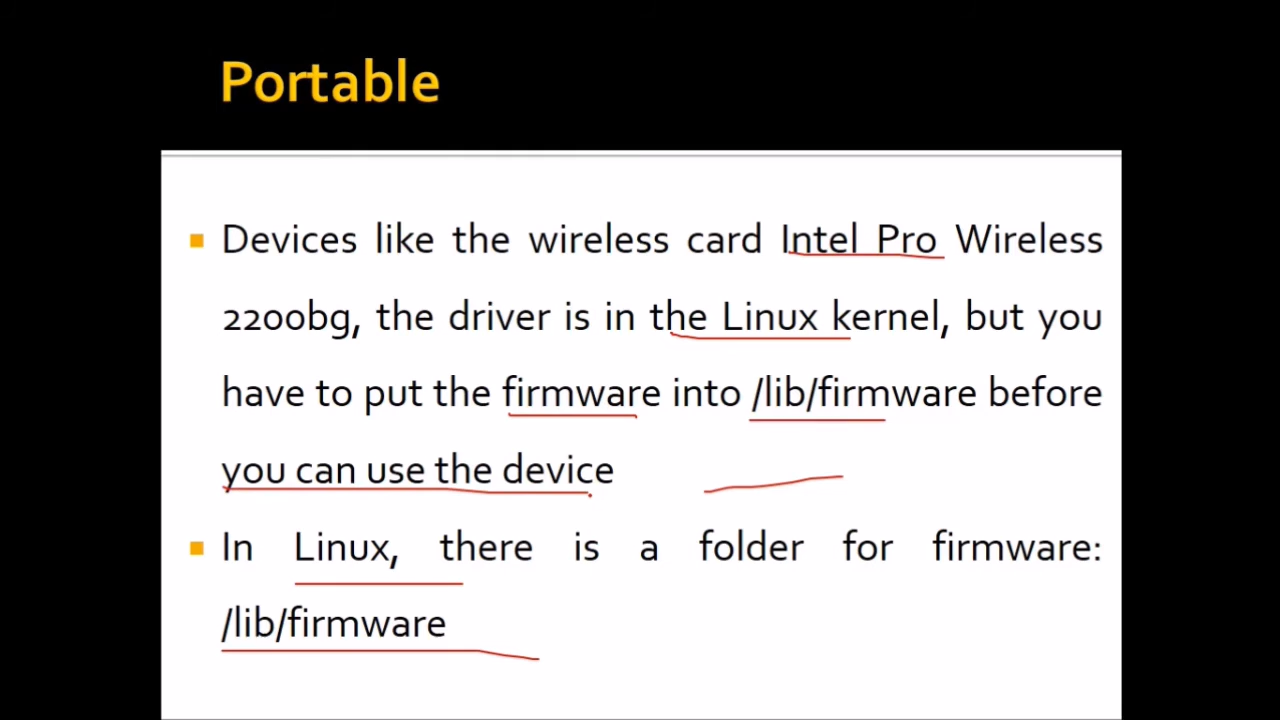 Portable
Devices like the wireless card Intel Pro Wireless
2200bg, the driver is in the Linux kernel, but you
have to put the firmware into /lib/firmware before
you can use the device
In Linux, there is a folder for firmware:
/lib/firmware